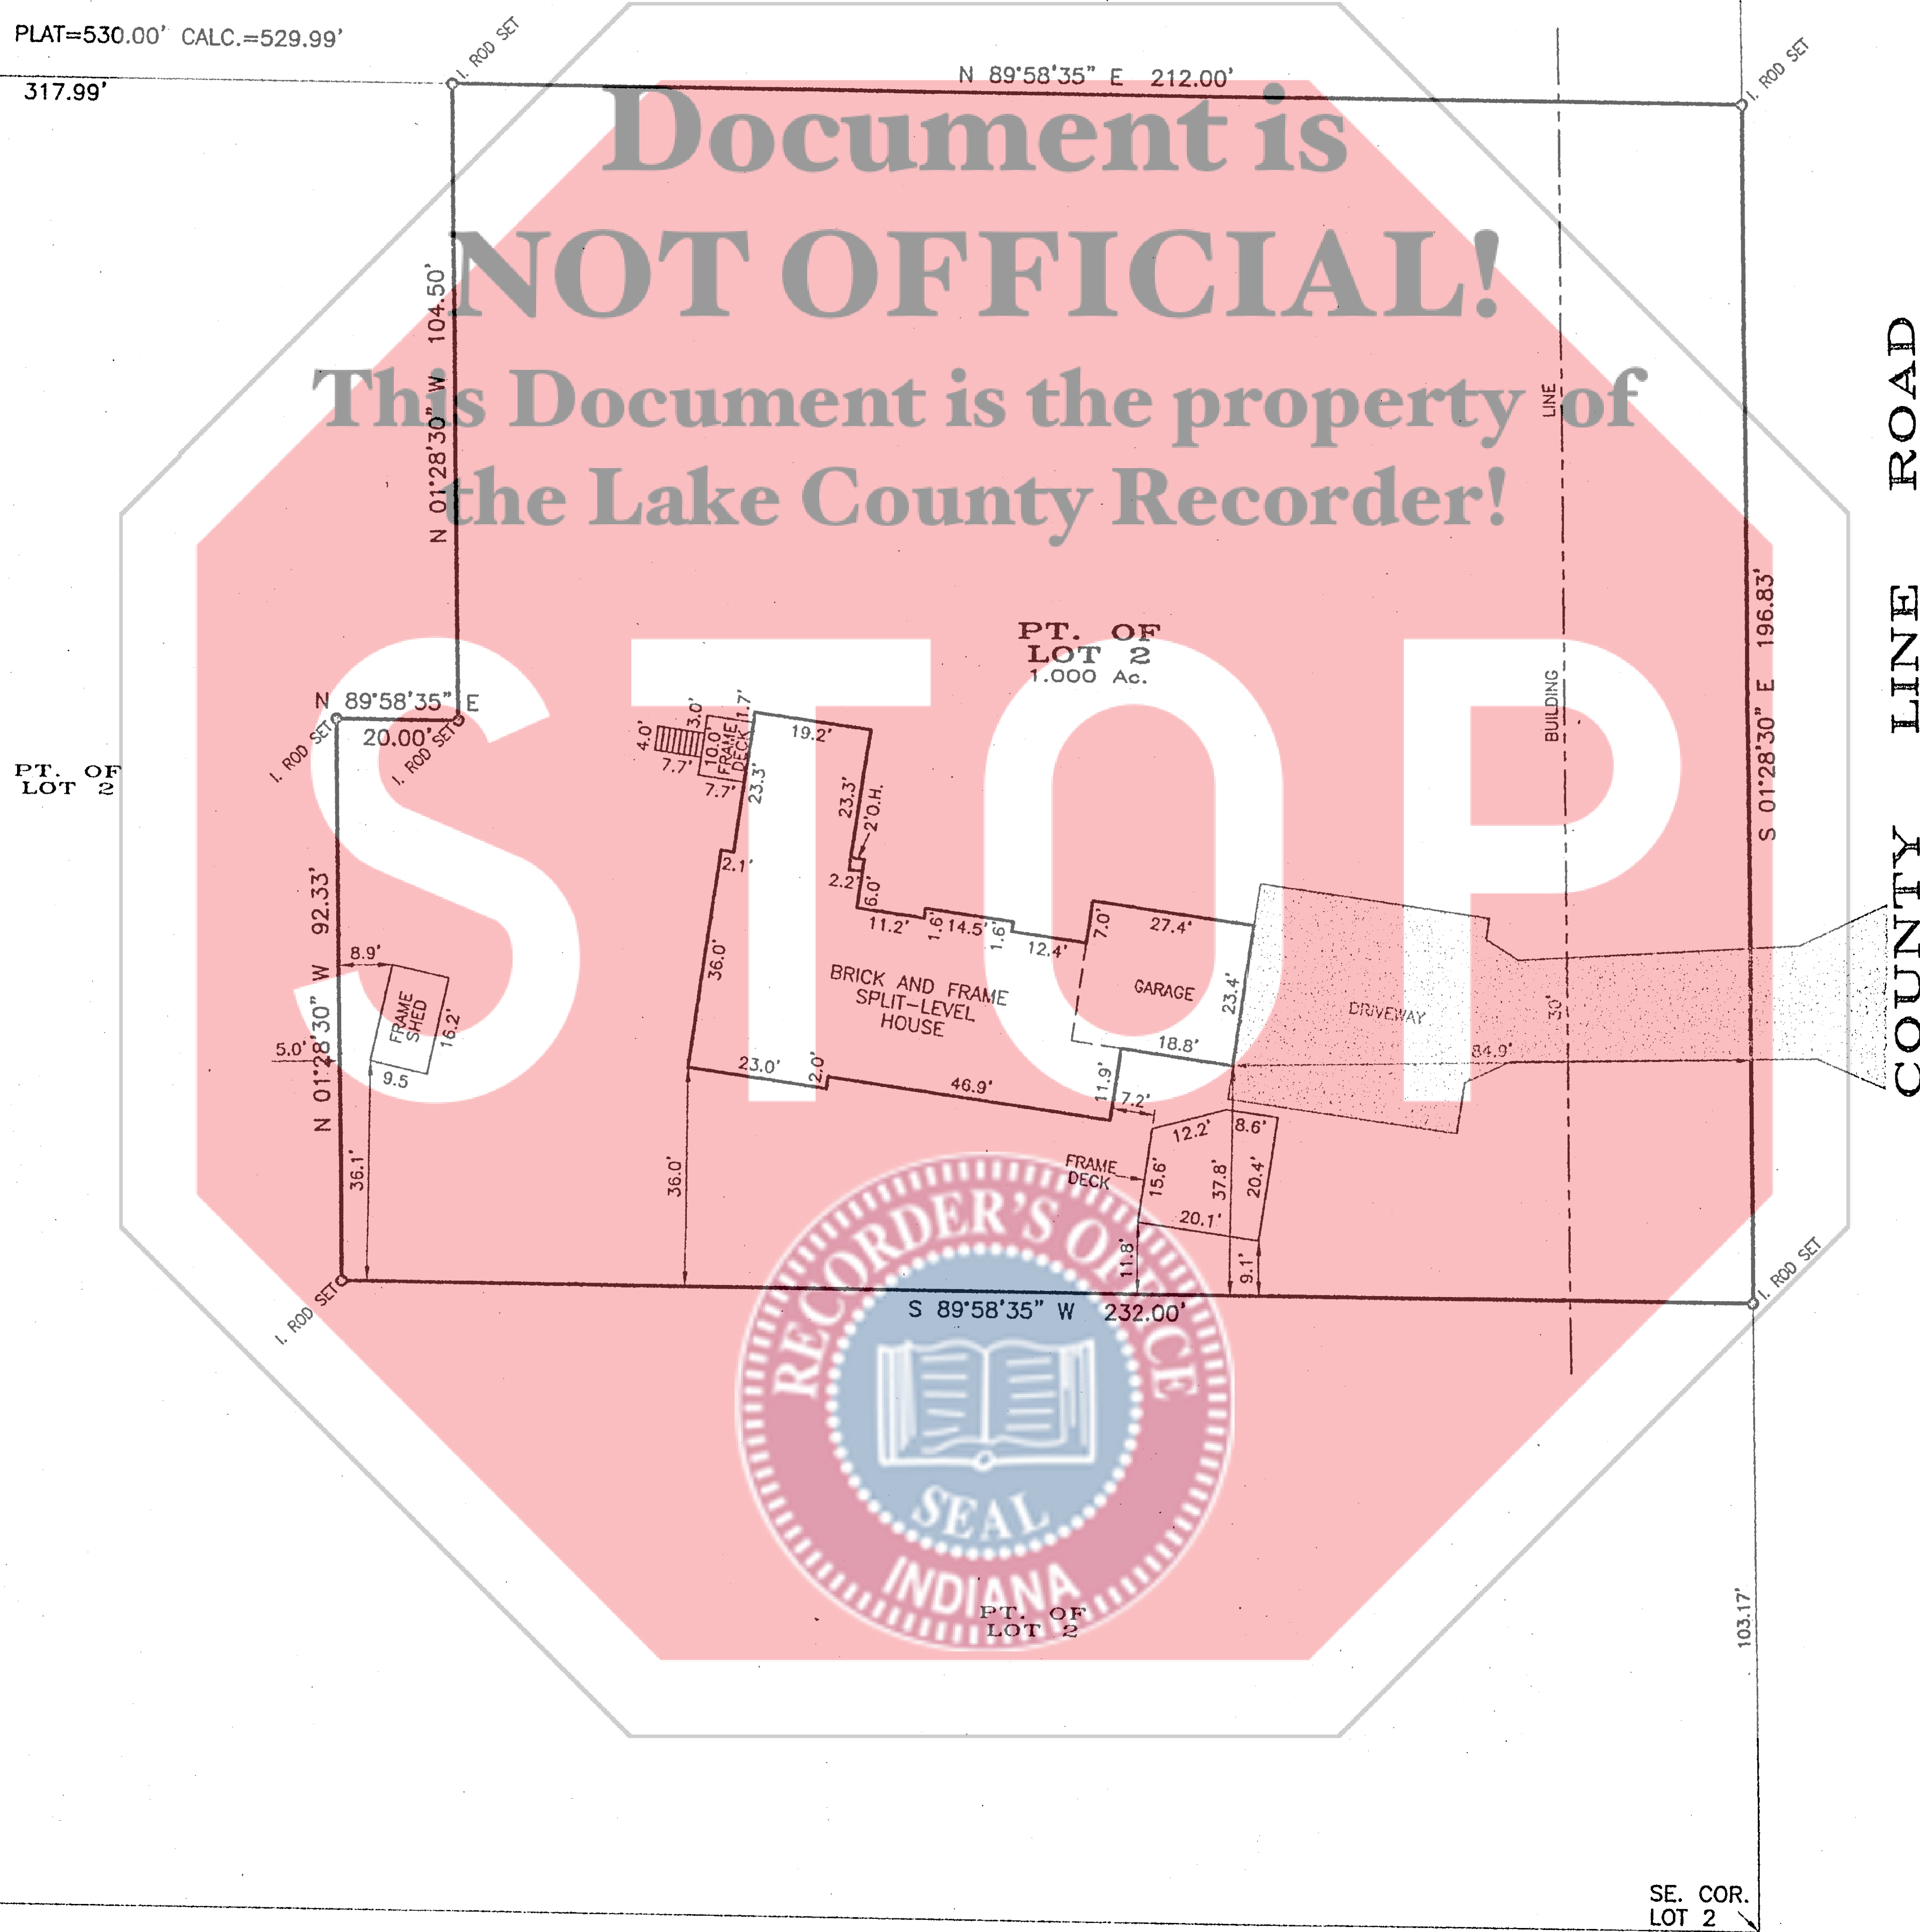 PLAT=530.00' CALC.=529.99'
317.99'
I. ROD SET
N 89°58'35" E 212.00'
I. ROD SET
Document is
NOT OFFICIAL!
This Document is the property of
the Lake County Recorder!
STOP
N 01°28'30" W 104.50'
BUILDING LINE
COUNTY LINE ROAD
S 01°28'30" E 196.83'
PT. OF
LOT 2
1.000 Ac.
N 89°58'35" E
20.00'
I. ROD SET
I. ROD SET
PT. OF
LOT 2
4.0'
3.0'
7.7'
10.0'
FRAME
DECK
1.7'
7.7'
19.2'
23.3'
23.3'
2'O.H.
2.1'
2.2'
6.0'
11.2'
1.6'
14.5'
1.6'
12.4'
7.0'
27.4'
N 01°28'30" W 92.33'
8.9'
FRAME
SHED
16.2'
5.0'
9.5
36.0'
BRICK AND FRAME
SPLIT-LEVEL
HOUSE
GARAGE
23.4'
DRIVEWAY
30'
84.9'
18.8'
23.0'
2.0'
46.9'
11.9'
7.2'
12.2'
8.6'
FRAME
DECK
15.6'
37.8'
20.4'
20.1'
36.1'
36.0'
11.8'
9.1'
I. ROD SET
S 89°58'35" W 232.00'
I. ROD SET
RECORDER'S OFFICE
SEAL
INDIANA
PT. OF
LOT 2
103.17'
SE. COR.
LOT 2